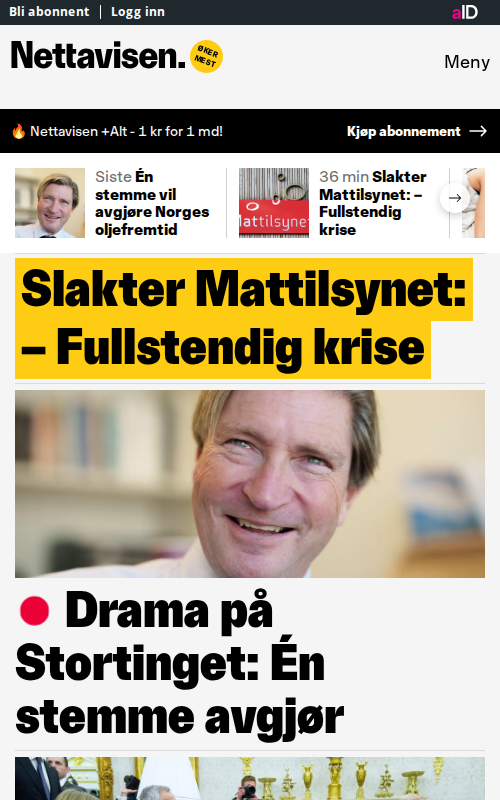 Bli abonnent
Logg inn
aID
Nettavisen.
ØKER
MEST
Meny
🔥 Nettavisen +Alt - 1 kr for 1 md!
Kjøp abonnement
Siste Én
stemme vil
avgjøre Norges
oljefremtid
36 min Slakter
Mattilsynet: –
Fullstendig
krise
Mattilsynet
Slakter Mattilsynet:
– Fullstendig krise
Drama på
Stortinget: Én
stemme avgjør